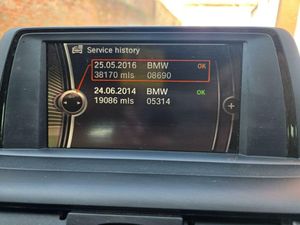 Service history
25.05.2016 BMW OK
38170 mls 08690
24.06.2014 BMW OK
19086 mls 05314
+